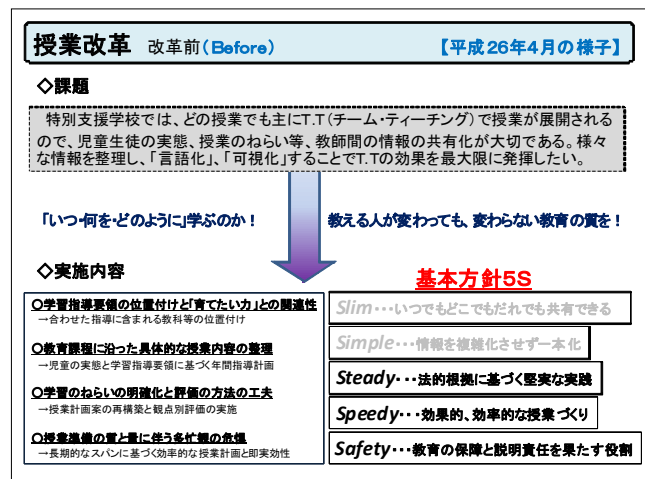 授業改革 改革前(Before) 【平成26年4月の様子】
◇課題
特別支援学校では、どの授業でも主にT.T(チーム・ティーチング)で授業が展開される
ので、児童生徒の実態、授業のねらい等、教師間の情報の共有化が大切である。様々
な情報を整理し、「言語化」、「可視化」することでT.Tの効果を最大限に発揮したい。
「いつ・何を・どのように」学ぶのか！ 教える人が変わっても、変わらない教育の質を！
◇実施内容
〇学習指導要領の位置付けと「育てたい力」との関連性
→合わせた指導に含まれる教科等の位置付け
〇教育課程に沿った具体的な授業内容の整理
→児童の実態と学習指導要領に基づく年間指導計画
〇学習のねらいの明確化と評価の方法の工夫
→授業計画案の再構築と観点別評価の実施
〇授業準備の質と量に伴う多忙観の危惧
→長期的なスパンに基づく効率的な授業計画と即実効性
基本方針5S
Slim・・・いつでもどこでもだれでも共有できる
Simple・・・情報を複雑化させず一本化
Steady・・・法的根拠に基づく堅実な実践
Speedy・・・効果的、効率的な授業づくり
Safety・・・教育の保障と説明責任を果たす役割